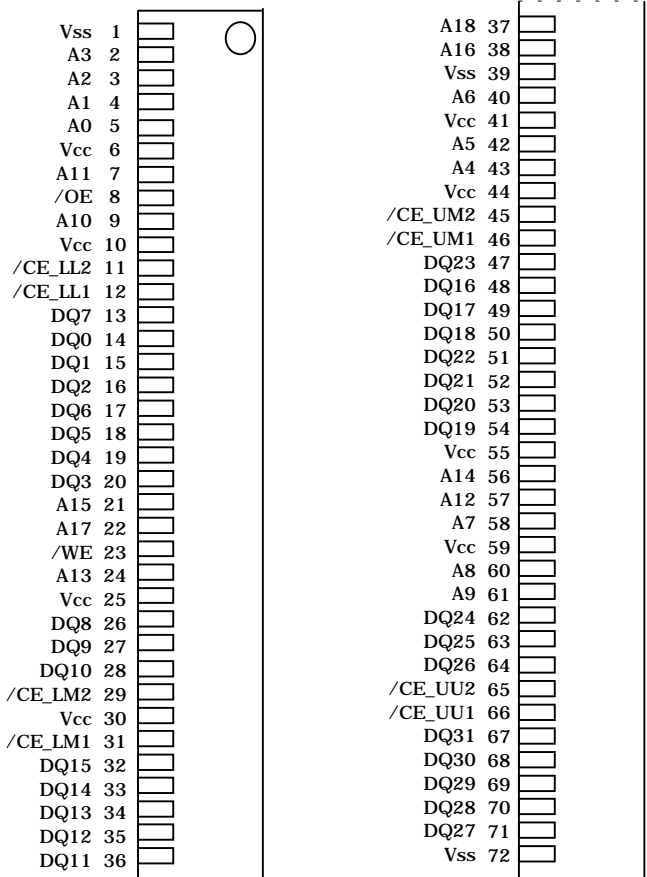 Vss 1
A3 2
A2 3
A1 4
A0 5
Vcc 6
A11 7
/OE 8
A10 9
Vcc 10
/CE_LL2 11
/CE_LL1 12
DQ7 13
DQ0 14
DQ1 15
DQ2 16
DQ6 17
DQ5 18
DQ4 19
DQ3 20
A15 21
A17 22
/WE 23
A13 24
Vcc 25
DQ8 26
DQ9 27
DQ10 28
/CE_LM2 29
Vcc 30
/CE_LM1 31
DQ15 32
DQ14 33
DQ13 34
DQ12 35
DQ11 36
A18 37
A16 38
Vss 39
A6 40
Vcc 41
A5 42
A4 43
Vcc 44
/CE_UM2 45
/CE_UM1 46
DQ23 47
DQ16 48
DQ17 49
DQ18 50
DQ22 51
DQ21 52
DQ20 53
DQ19 54
Vcc 55
A14 56
A12 57
A7 58
Vcc 59
A8 60
A9 61
DQ24 62
DQ25 63
DQ26 64
/CE_UU2 65
/CE_UU1 66
DQ31 67
DQ30 68
DQ29 69
DQ28 70
DQ27 71
Vss 72